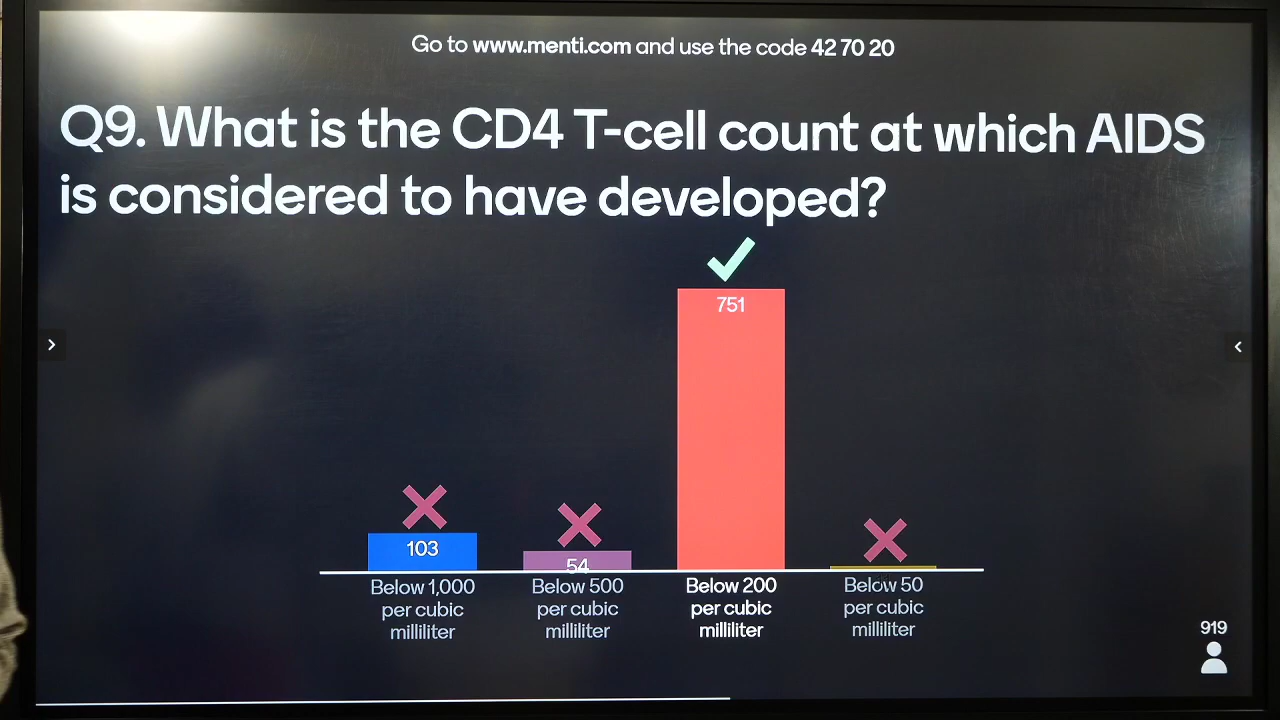 Go to www.menti.com and use the code 42 70 20
Q9. What is the CD4 T-cell count at which AIDS
is considered to have developed?
751
103
54
Below 1,000
per cubic
milliliter
Below 500
per cubic
milliliter
Below 200
per cubic
milliliter
Below 50
per cubic
milliliter
919